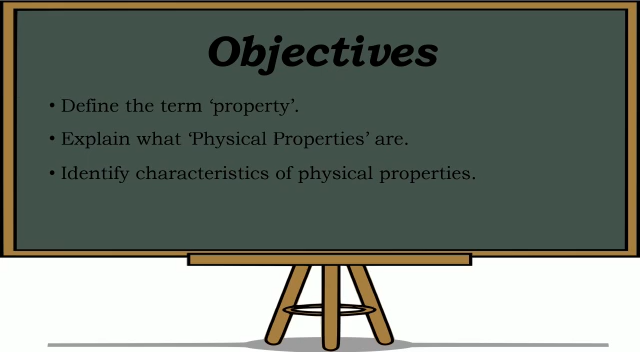 Objectives
• Define the term ‘property’.
• Explain what ‘Physical Properties’ are.
• Identify characteristics of physical properties.